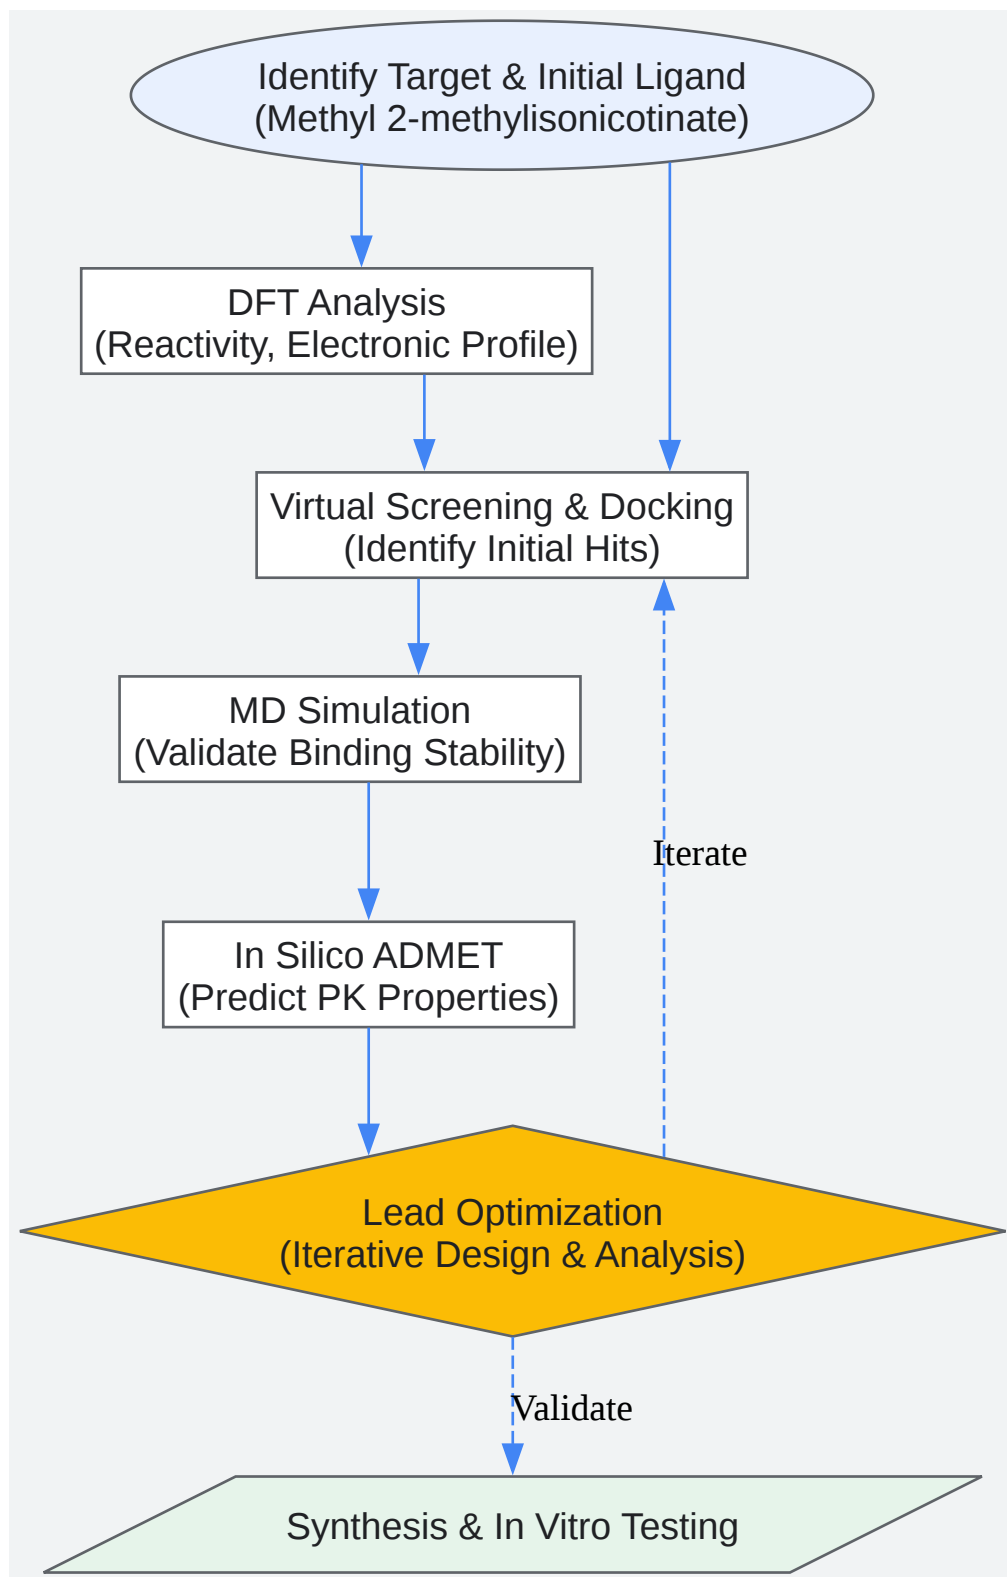 Identify Target & Initial Ligand
(Methyl 2-methylisonicotinate)
DFT Analysis
(Reactivity, Electronic Profile)
Virtual Screening & Docking
(Identify Initial Hits)
MD Simulation
(Validate Binding Stability)
Iterate
In Silico ADMET
(Predict PK Properties)
Lead Optimization
(Iterative Design & Analysis)
Validate
Synthesis & In Vitro Testing